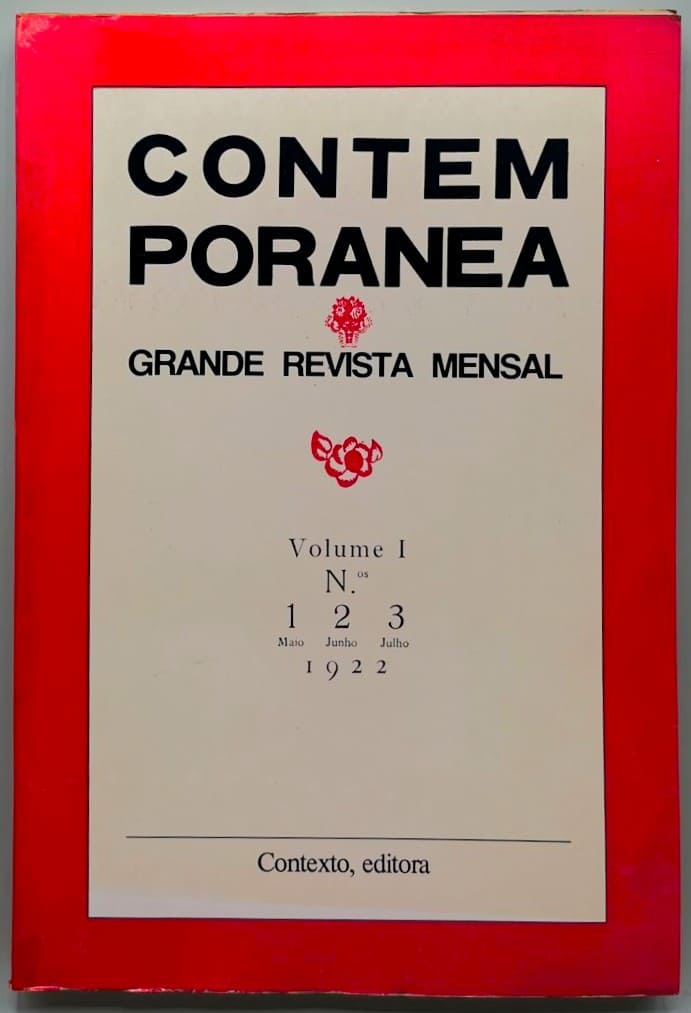 CONTEM
PORANEA
GRANDE REVISTA MENSAL
Volume I
N.os
1 2 3
Maio Junho Julho
1922
Contexto, editora